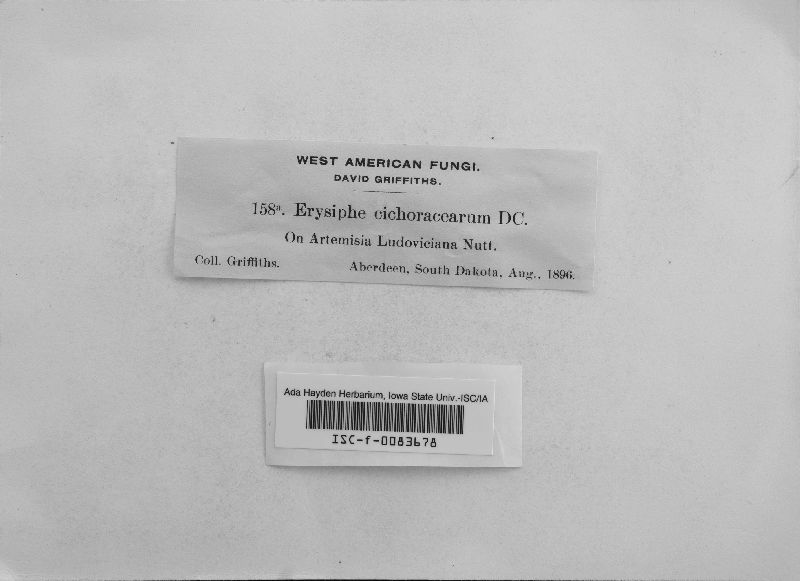 WEST AMERICAN FUNGI.
DAVID GRIFFITHS.
158a. Erysiphe cichoracearum DC.
On Artemisia Ludoviciana Nutt.
Coll. Griffiths. Aberdeen, South Dakota, Aug., 1896.
Ada Hayden Herbarium, Iowa State Univ.-ISC/IA
ISC-f-0083678